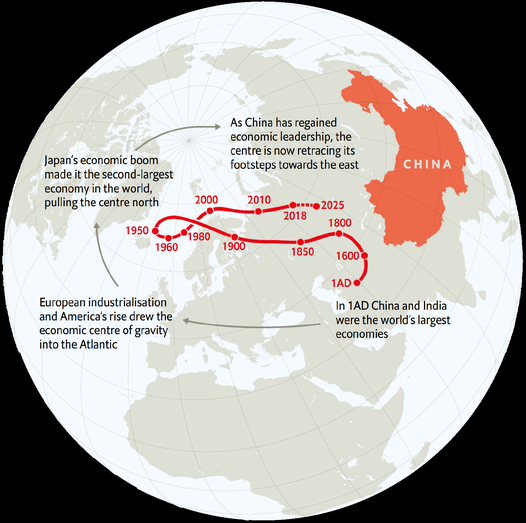 As China has regained
economic leadership, the
centre is now retracing its
footsteps towards the east
CHINA
Japan's economic boom
made it the second-largest
economy in the world,
pulling the centre north
2000
2010
2018
2025
1950
1960
1980
1900
1850
1800
1600
1AD
European industrialisation
and America's rise drew the
economic centre of gravity
into the Atlantic
In 1AD China and India
were the world's largest
economies